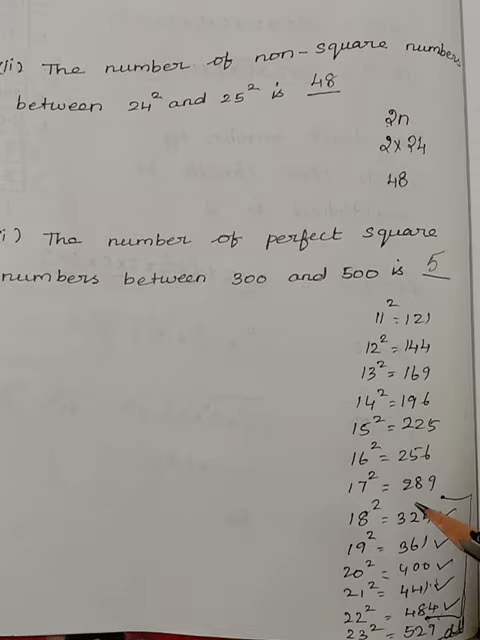 (ii) The number of non-square numbers
between 24² and 25² is 48
2n
2 x 24
48
i) The number of perfect square
numbers between 300 and 500 is 5
11² = 121
12² = 144
13² = 169
14² = 196
15² = 225
16² = 256
17² = 289
18² = 324 ✓
19² = 361 ✓
20² = 400 ✓
21² = 441 ✓
22² = 484 ✓
23² = 529